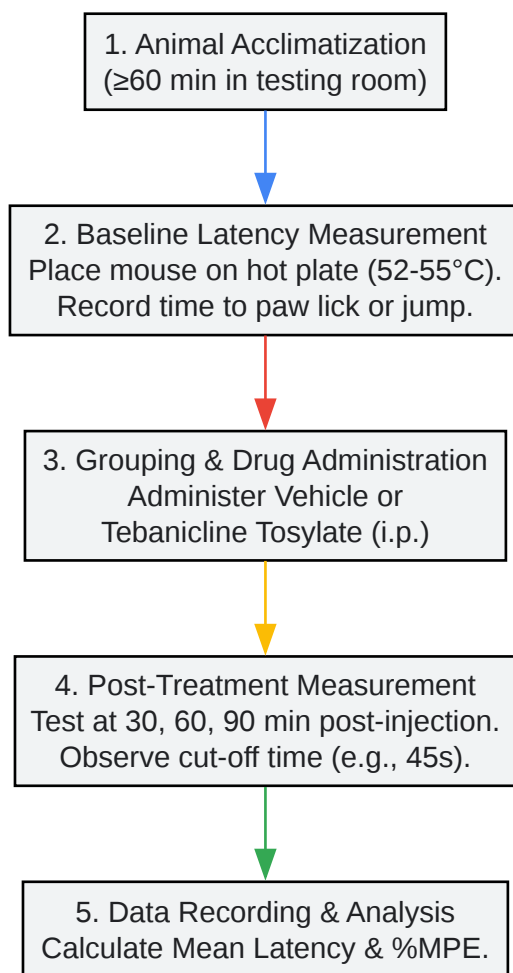 1. Animal Acclimatization
(≥60 min in testing room)
2. Baseline Latency Measurement
Place mouse on hot plate (52-55°C).
Record time to paw lick or jump.
3. Grouping & Drug Administration
Administer Vehicle or
Tebanicline Tosylate (i.p.)
4. Post-Treatment Measurement
Test at 30, 60, 90 min post-injection.
Observe cut-off time (e.g., 45s).
5. Data Recording & Analysis
Calculate Mean Latency & %MPE.